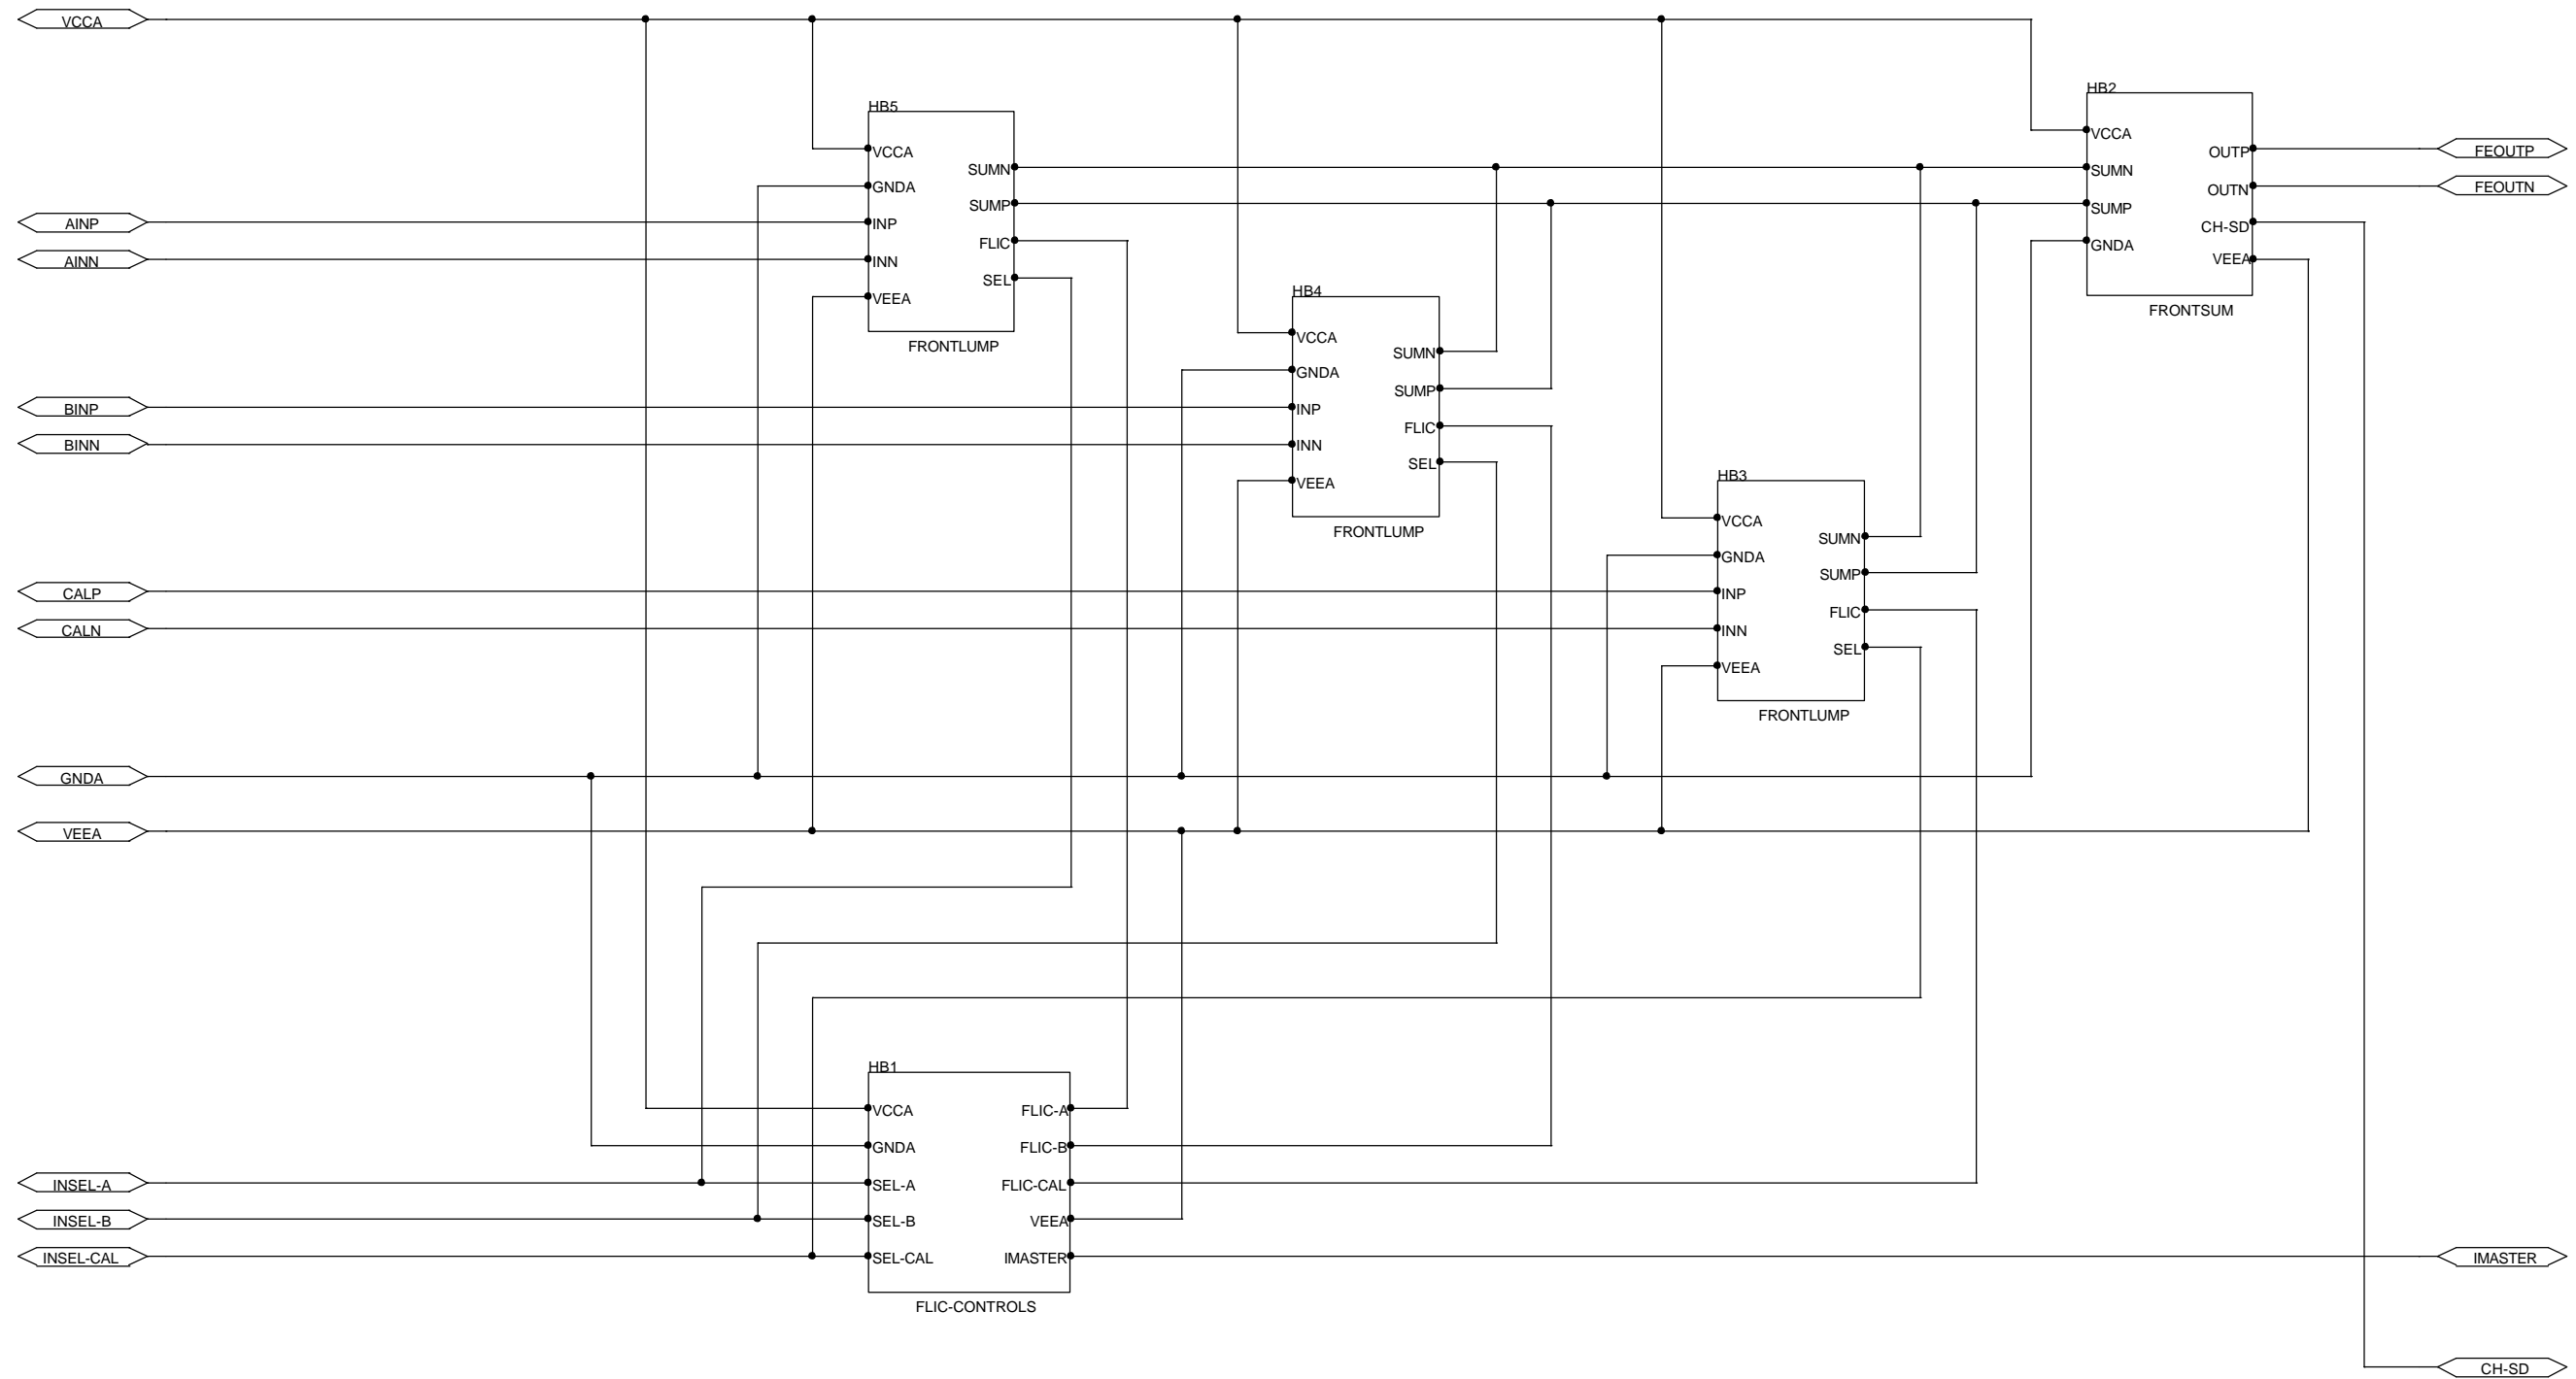 VCCA
HB2
HB5
VCCA
OUTP
FEOUTP
VCCA
SUMN
SUMN
GNDA
OUTN
FEOUTN
SUMP
SUMP
AINP
INP
CH-SD
FLIC
GNDA
AINN
INN
VEEA
SEL
HB4
VEEA
FRONTSUM
VCCA
FRONTLUMP
SUMN
GNDA
SUMP
BINP
INP
FLIC
BINN
INN
SEL
HB3
VEEA
VCCA
FRONTLUMP
SUMN
GNDA
SUMP
CALP
INP
FLIC
CALN
INN
SEL
VEEA
FRONTLUMP
GNDA
VEEA
HB1
VCCA
FLIC-A
GNDA
FLIC-B
INSEL-A
SEL-A
FLIC-CAL
INSEL-B
SEL-B
VEEA
INSEL-CAL
SEL-CAL
IMASTER
IMASTER
FLIC-CONTROLS
CH-SD